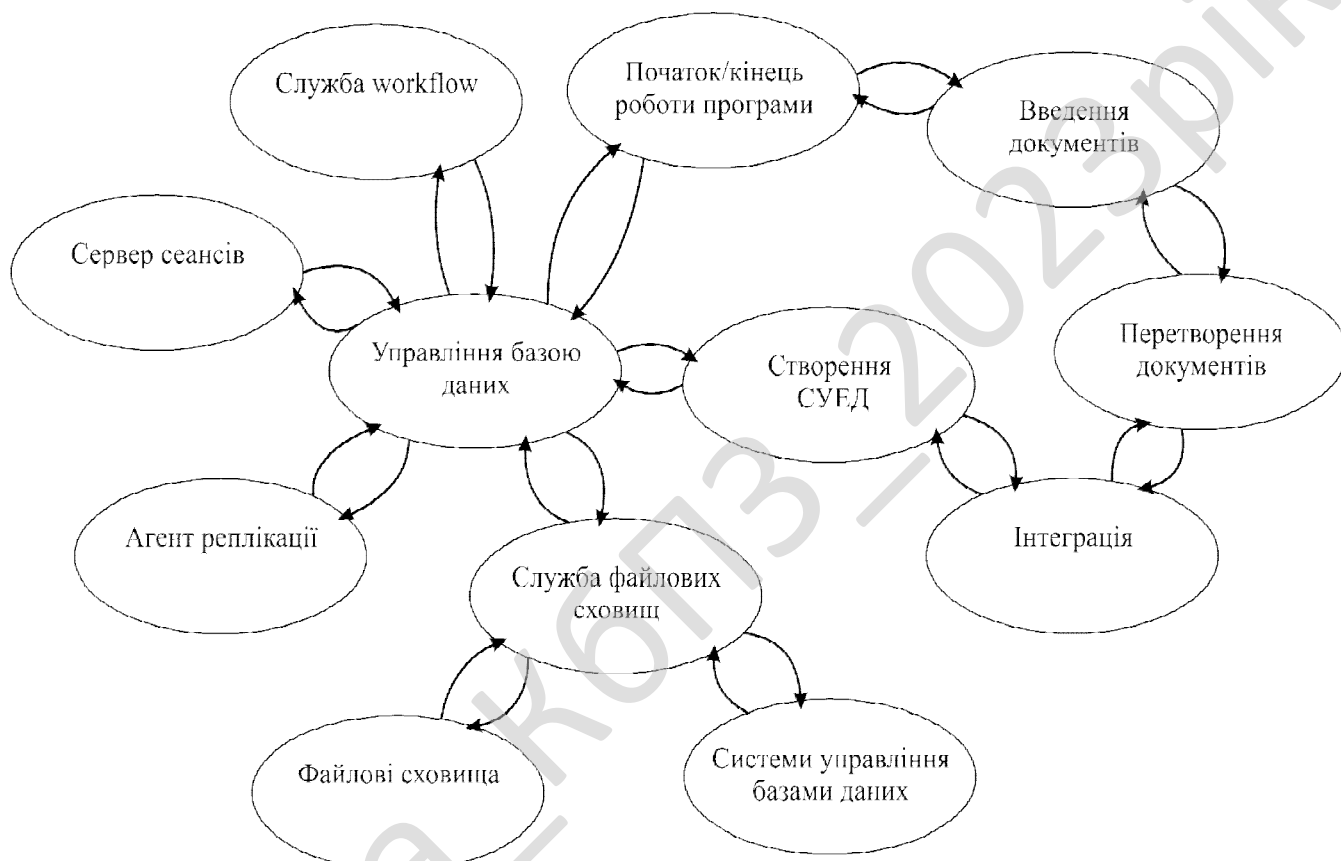 Служба workflow
Початок/кінець
роботи програми
Введення
документів
Сервер сеансів
Управління базою
даних
Створення
СУЕД
Перетворення
документів
Агент реплікації
Інтеграція
Служба файлових
сховищ
Файлові сховища
Системи управління
базами даних
а_КбПЗ_2023рік